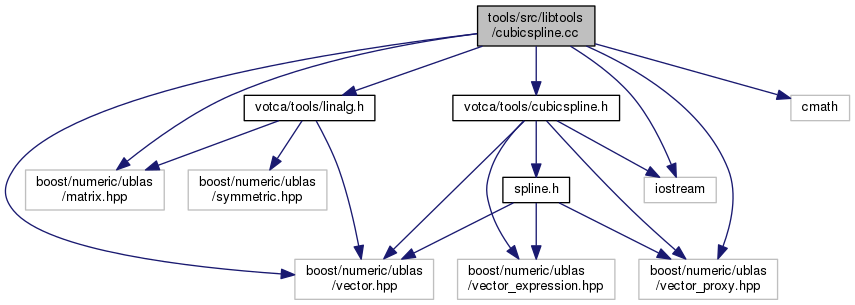 tools/src/libtools
/cubicspline.cc
votca/tools/linalg.h
votca/tools/cubicspline.h
cmath
boost/numeric/ublas
/matrix.hpp
boost/numeric/ublas
/symmetric.hpp
spline.h
iostream
boost/numeric/ublas
/vector.hpp
boost/numeric/ublas
/vector_expression.hpp
boost/numeric/ublas
/vector_proxy.hpp